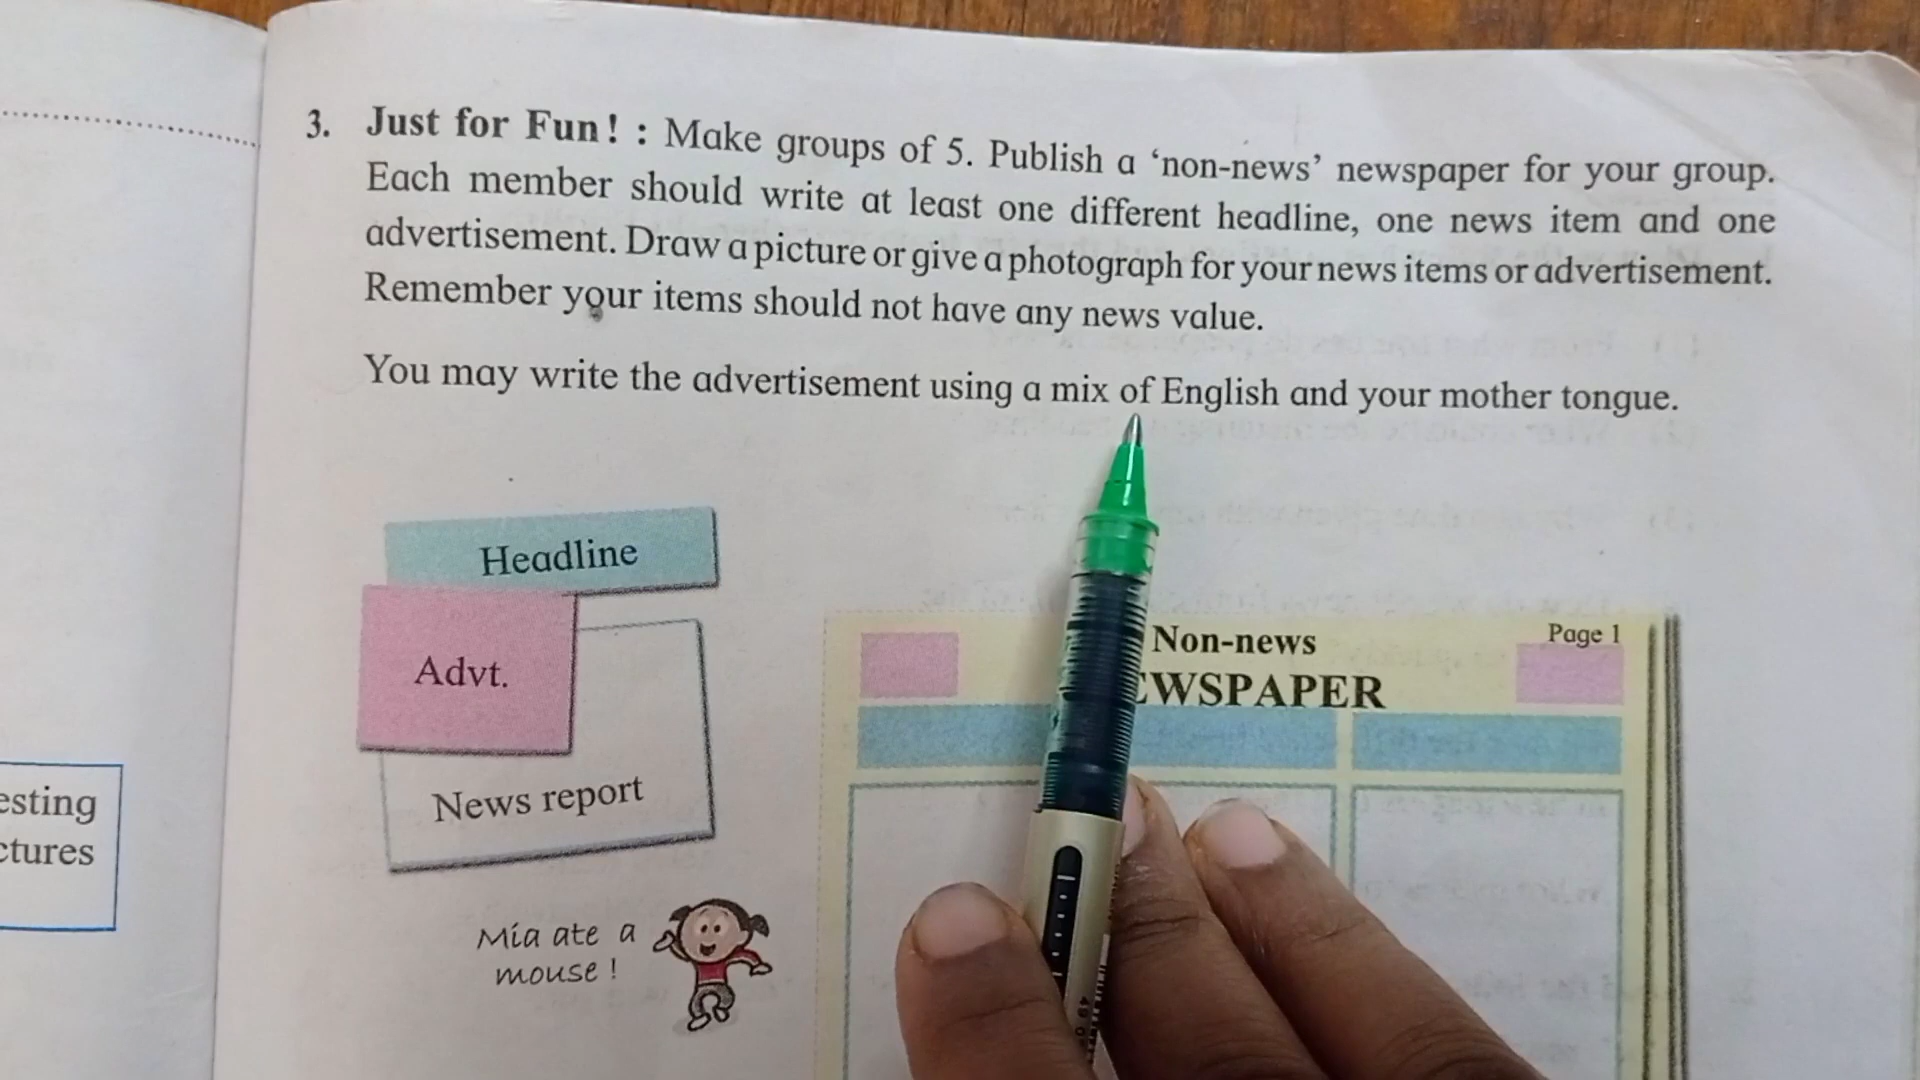 3. Just for Fun! : Make groups of 5. Publish a ‘non-news’ newspaper for your group.
Each member should write at least one different headline, one news item and one
advertisement. Draw a picture or give a photograph for your news items or advertisement.
Remember your items should not have any news value.
You may write the advertisement using a mix of English and your mother tongue.
Headline
Advt.
News report
Mia ate a
mouse !
Non-news
Page 1
EWSPAPER
esting
ctures